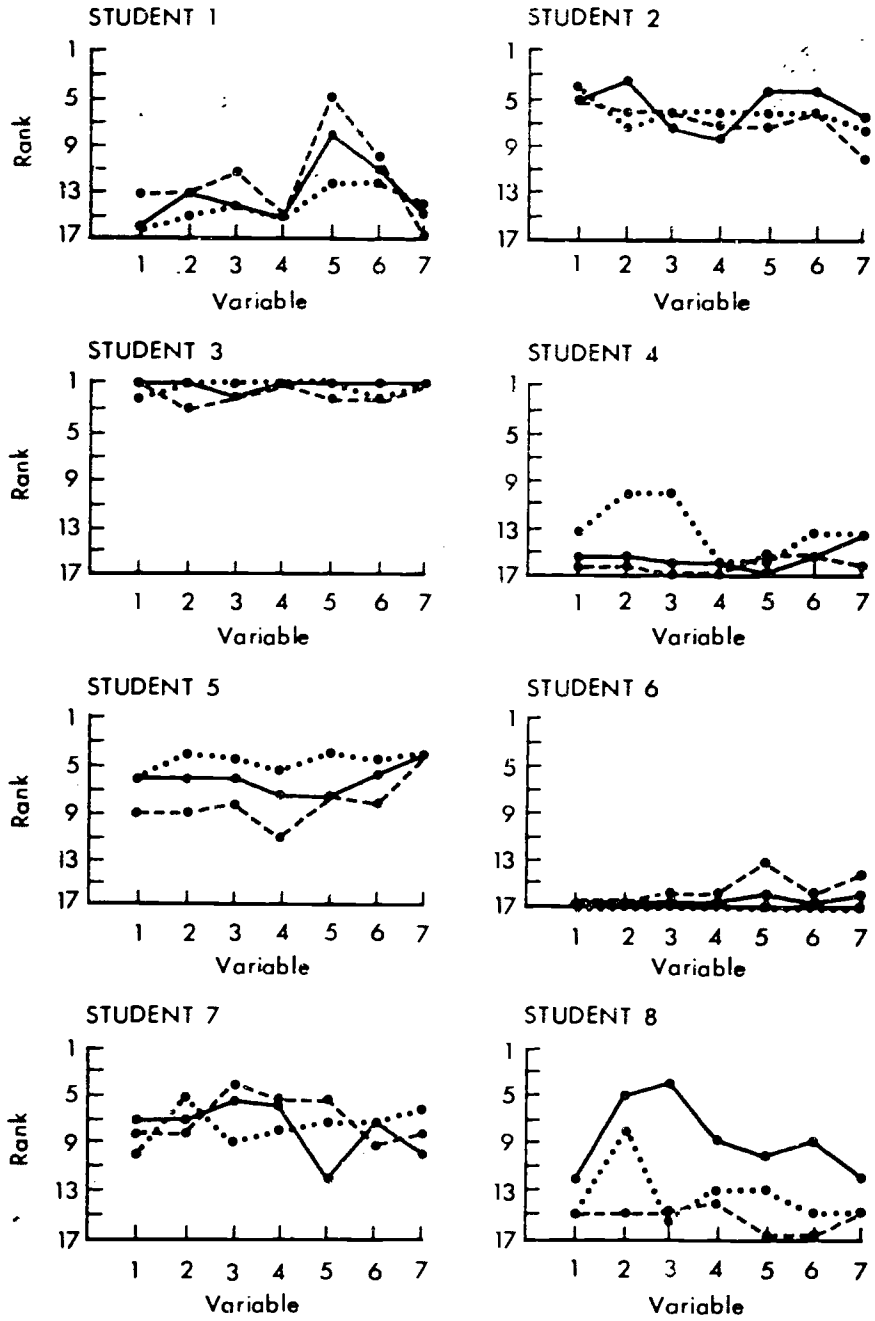 STUDENT 1
Rank
1
5
9
13
17
1 2 3 4 5 6 7
Variable
STUDENT 2
1
5
9
13
17
1 2 3 4 5 6 7
Variable
STUDENT 3
Rank
1
5
9
13
17
1 2 3 4 5 6 7
Variable
STUDENT 4
1
5
9
13
17
1 2 3 4 5 6 7
Variable
STUDENT 5
Rank
1
5
9
13
17
1 2 3 4 5 6 7
Variable
STUDENT 6
1
5
9
13
17
1 2 3 4 5 6 7
Variable
STUDENT 7
Rank
1
5
9
13
17
1 2 3 4 5 6 7
Variable
STUDENT 8
1
5
9
13
17
1 2 3 4 5 6 7
Variable